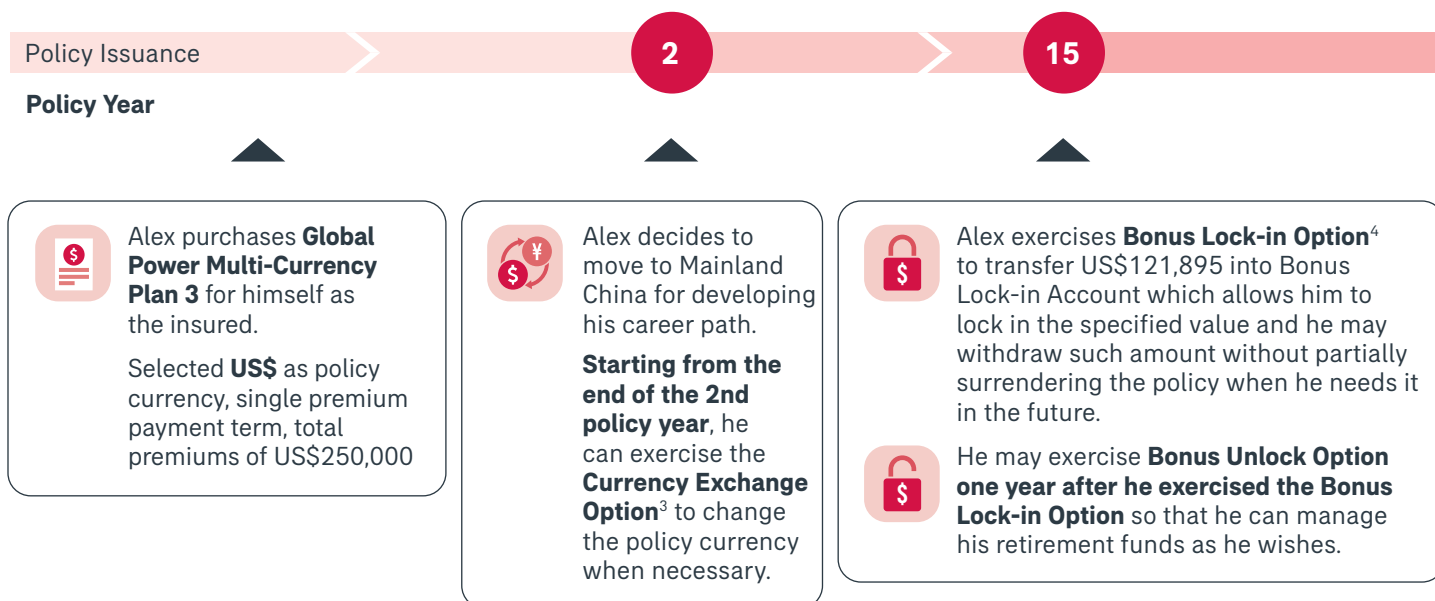 Policy Issuance
2
15
Policy Year
$
Alex purchases Global
Power Multi-Currency
Plan 3 for himself as
the insured.
Selected US$ as policy
currency, single premium
payment term, total
premiums of US$250,000
¥
$
Alex decides to
move to Mainland
China for developing
his career path.
Starting from the
end of the 2nd
policy year, he
can exercise the
Currency Exchange
Option3 to change
the policy currency
when necessary.
$
Alex exercises Bonus Lock-in Option4
to transfer US$121,895 into Bonus
Lock-in Account which allows him to
lock in the specified value and he may
withdraw such amount without partially
surrendering the policy when he needs it
in the future.
$
He may exercise Bonus Unlock Option
one year after he exercised the Bonus
Lock-in Option so that he can manage
his retirement funds as he wishes.